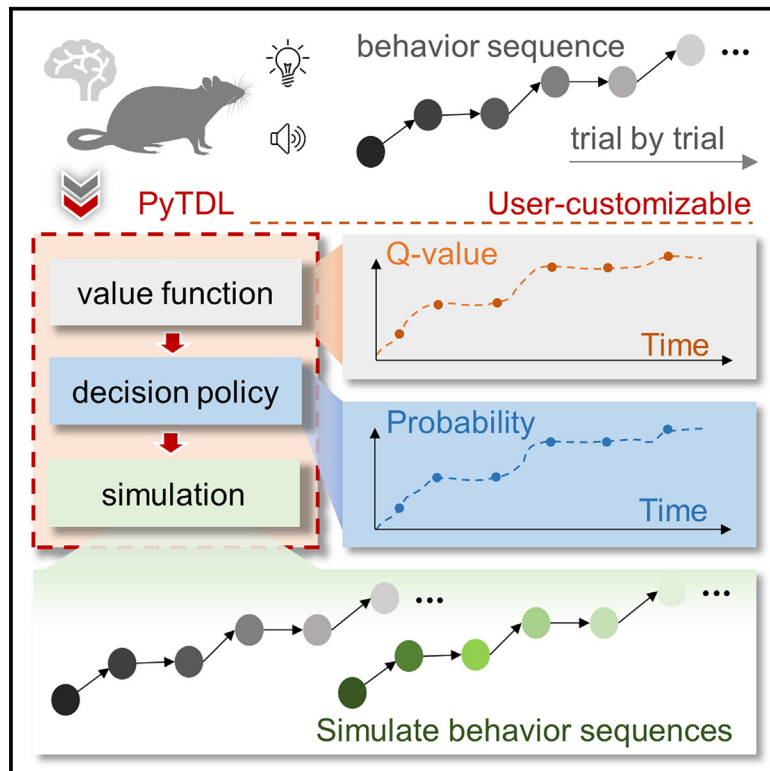 behavior sequence
...
trial by trial
PyTDL
User-customizable
value function
decision policy
simulation
Q-value
Time
Probability
Time
...
...
Simulate behavior sequences